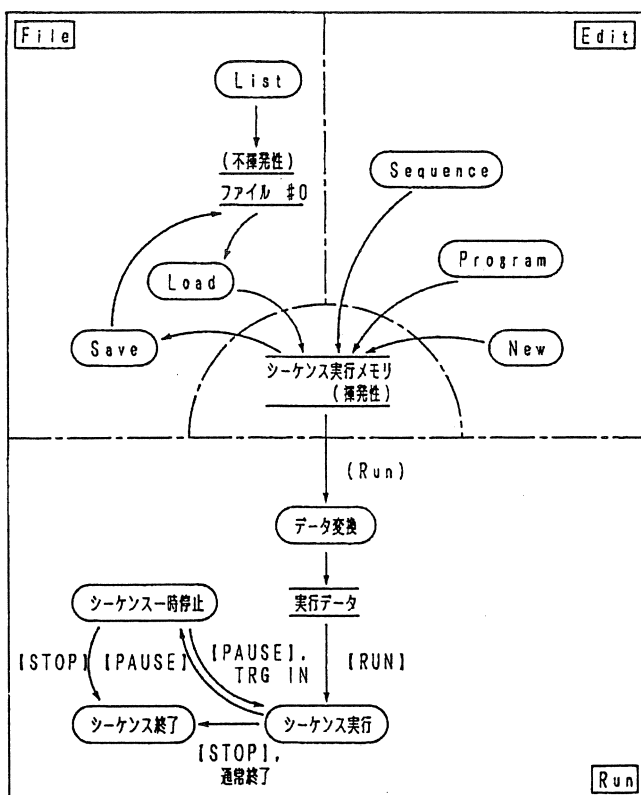 File
Edit
List
(不揮発性)
ファイル #0
Sequence
Load
Program
Save
New
シーケンス実行メモリ
(揮発性)
(Run)
データ変換
シーケンス一時停止
実行データ
[STOP]
[PAUSE]
[PAUSE],
TRG IN
[RUN]
シーケンス終了
シーケンス実行
[STOP],
通常終了
Run